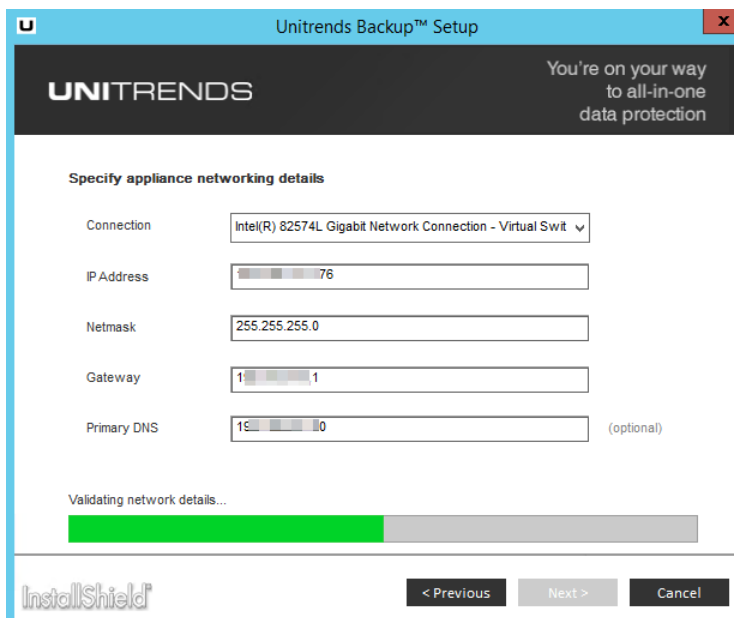 Unitrends Backup™ Setup
x
UNITRENDS
You're on your way
to all-in-one
data protection
Specify appliance networking details
Connection
Intel(R) 82574L Gigabit Network Connection - Virtual Swit
IP Address
76
Netmask
255.255.255.0
Gateway
1
Primary DNS
(optional)
Validating network details...
InstallShield
< Previous
Next >
Cancel